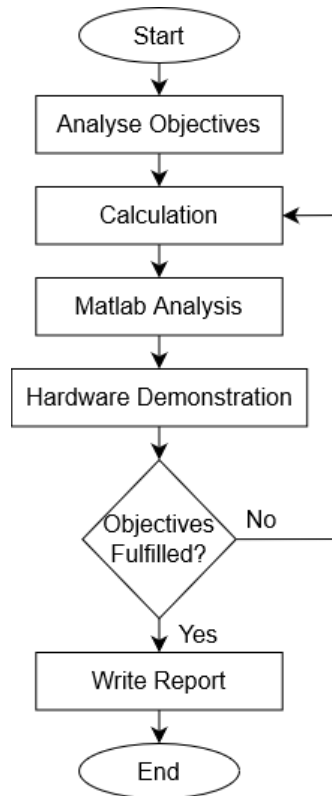 Start
Analyse Objectives
Calculation
Matlab Analysis
Hardware Demonstration
Objectives
Fulfilled?
No
Yes
Write Report
End